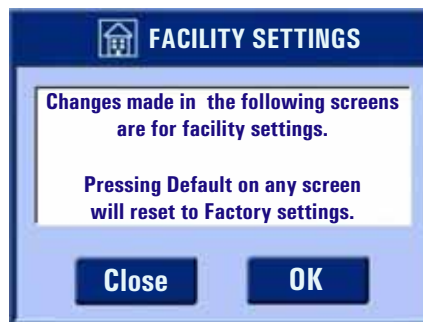 FACILITY SETTINGS
Changes made in the following screens
are for facility settings.
Pressing Default on any screen
will reset to Factory settings.
Close
OK